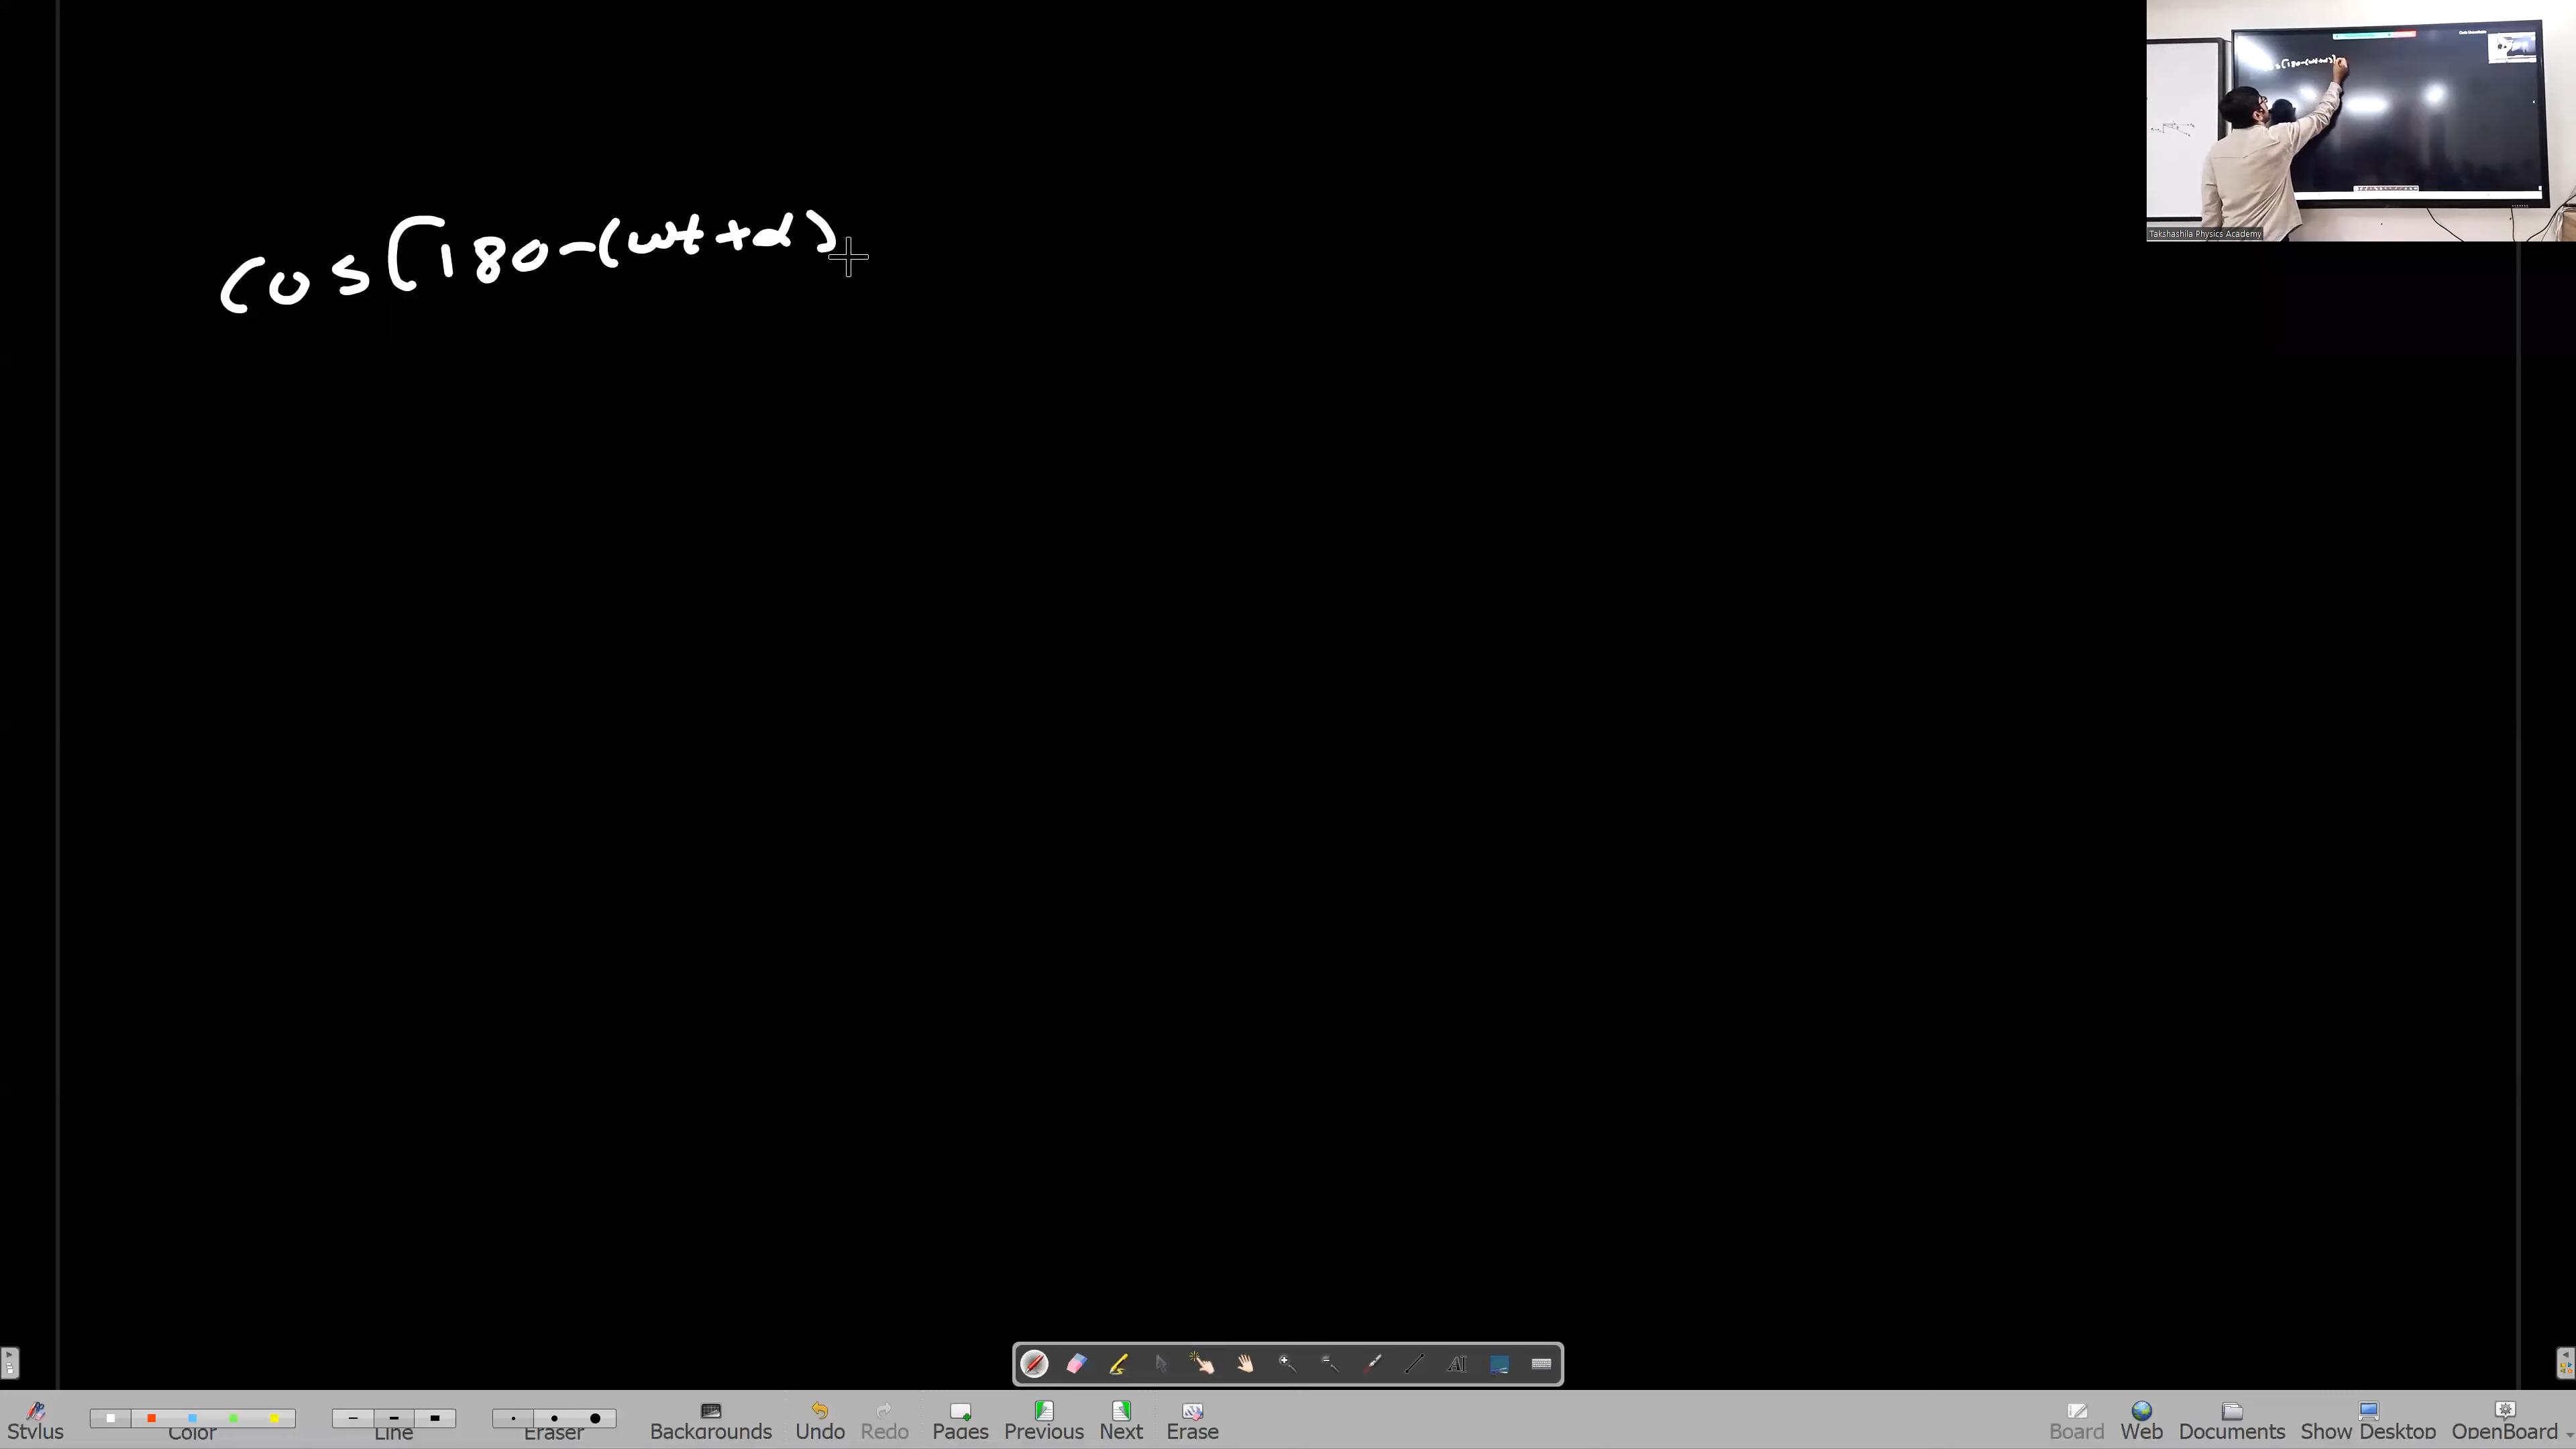 cos[180-(ωt+α)
Takshashila Physics Academy
Stylus
Color
Line
Eraser
Backgrounds
Undo
Redo
Pages
Previous
Next
Erase
Board
Web
Documents
Show Desktop
OpenBoard